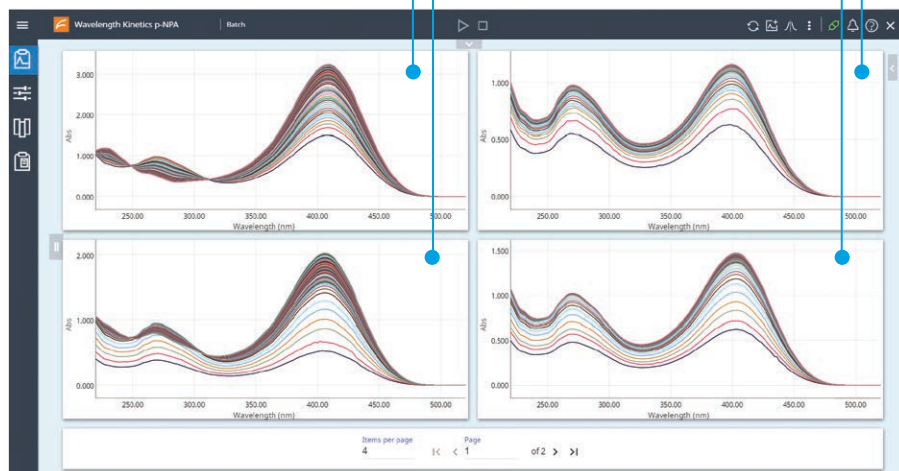 Wavelength Kinetics p-NPA Batch
3.000
2.000
1.000
0.000
Abs
250.00 300.00 350.00 400.00 450.00 500.00
Wavelength (nm)
1.000
0.500
0.000
Abs
250.00 300.00 350.00 400.00 450.00 500.00
Wavelength (nm)
2.000
1.000
0.000
Abs
250.00 300.00 350.00 400.00 450.00 500.00
Wavelength (nm)
1.500
1.000
0.500
0.000
Abs
250.00 300.00 350.00 400.00 450.00 500.00
Wavelength (nm)
Items per page Page
4 1 of 2